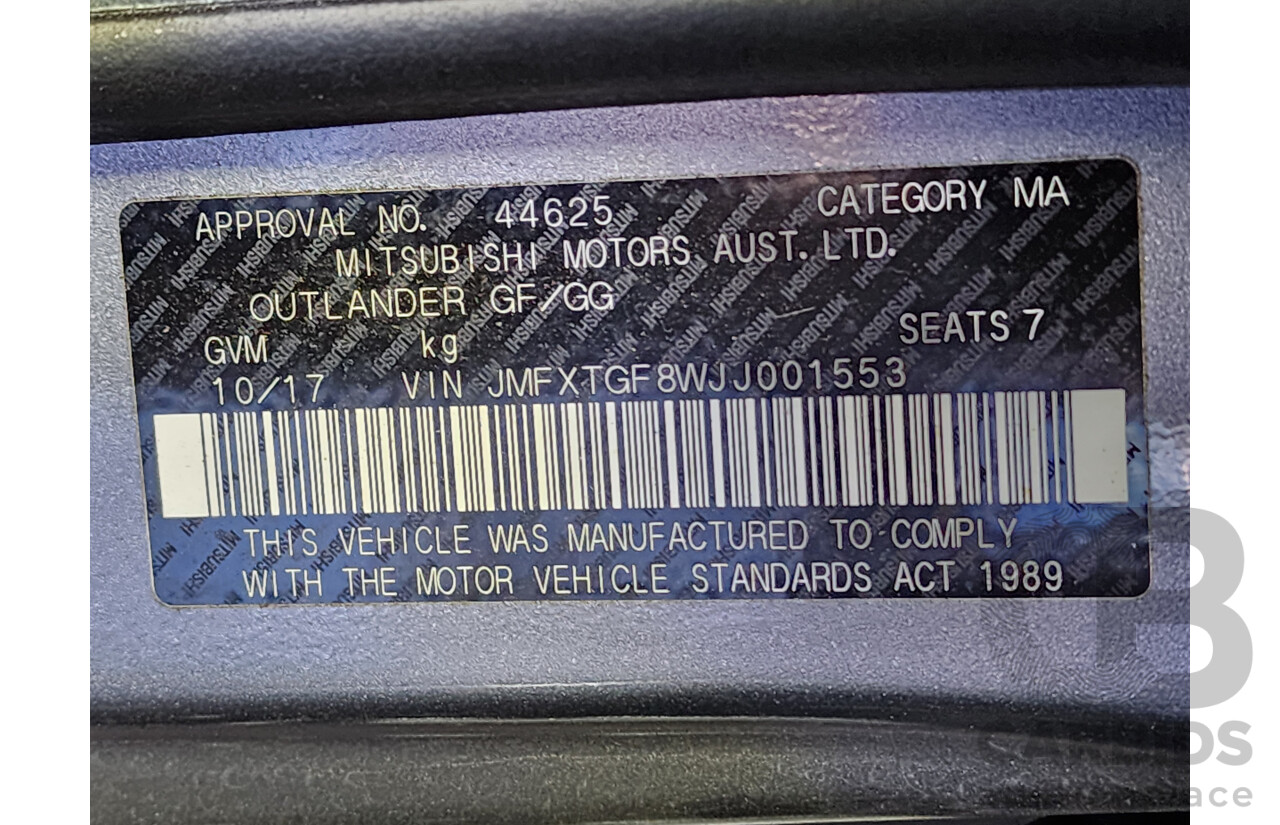 APPROVAL NO. 44625 CATEGORY MA
MITSUBISHI MOTORS AUST. LTD.
OUTLANDER GF/GG
GVM kg SEATS 7
10/17 VIN JMFXTGF8WJJ001553
THIS VEHICLE WAS MANUFACTURED TO COMPLY
WITH THE MOTOR VEHICLE STANDARDS ACT 1989
MITSUBISHI